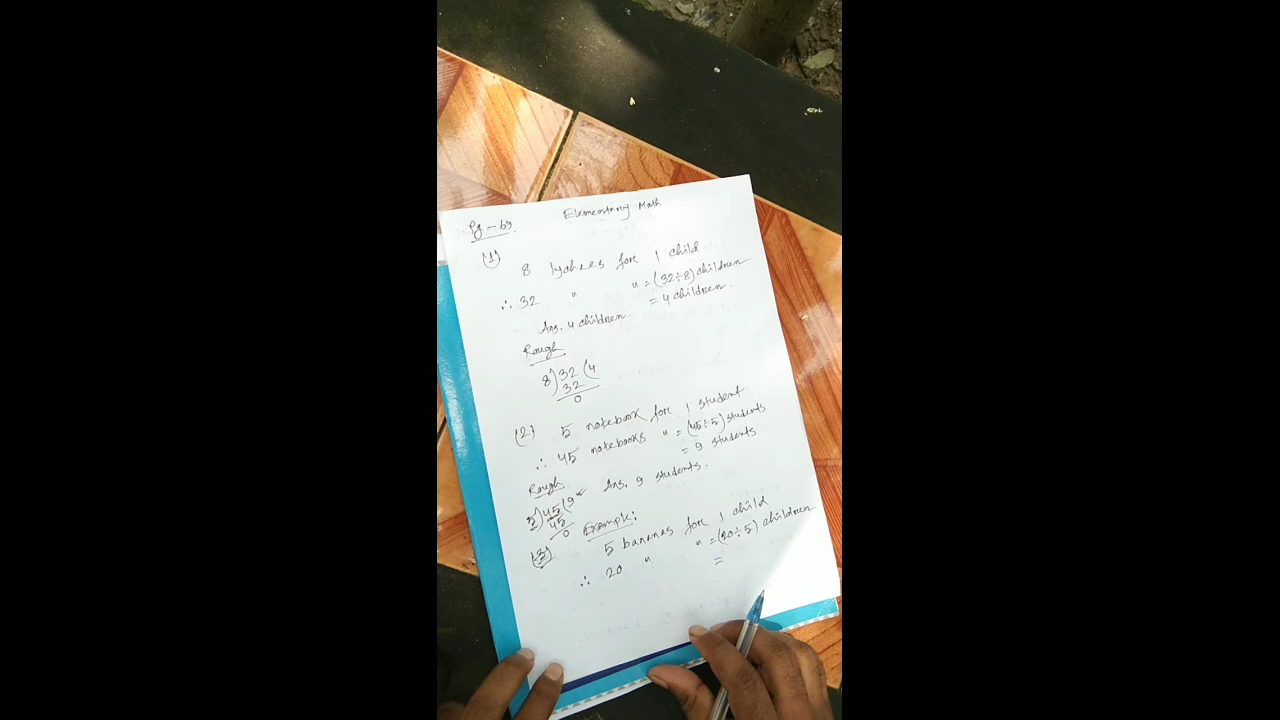 Elementary Math
Pg - 69.
(1)
8 lychees for 1 child
∴ 32 " " = (32÷8) children
= 4 children.
Ans. 4 children
Rough
8)32(4
32
0
(2) 5 notebook for 1 student
∴ 45 notebooks " = (45÷5) students
= 9 students
Rough
Ans. 9 students.
5)45(9
45
0
Example:
(3)
5 bananas for 1 child
∴ 20 " " = (20÷5) children
=